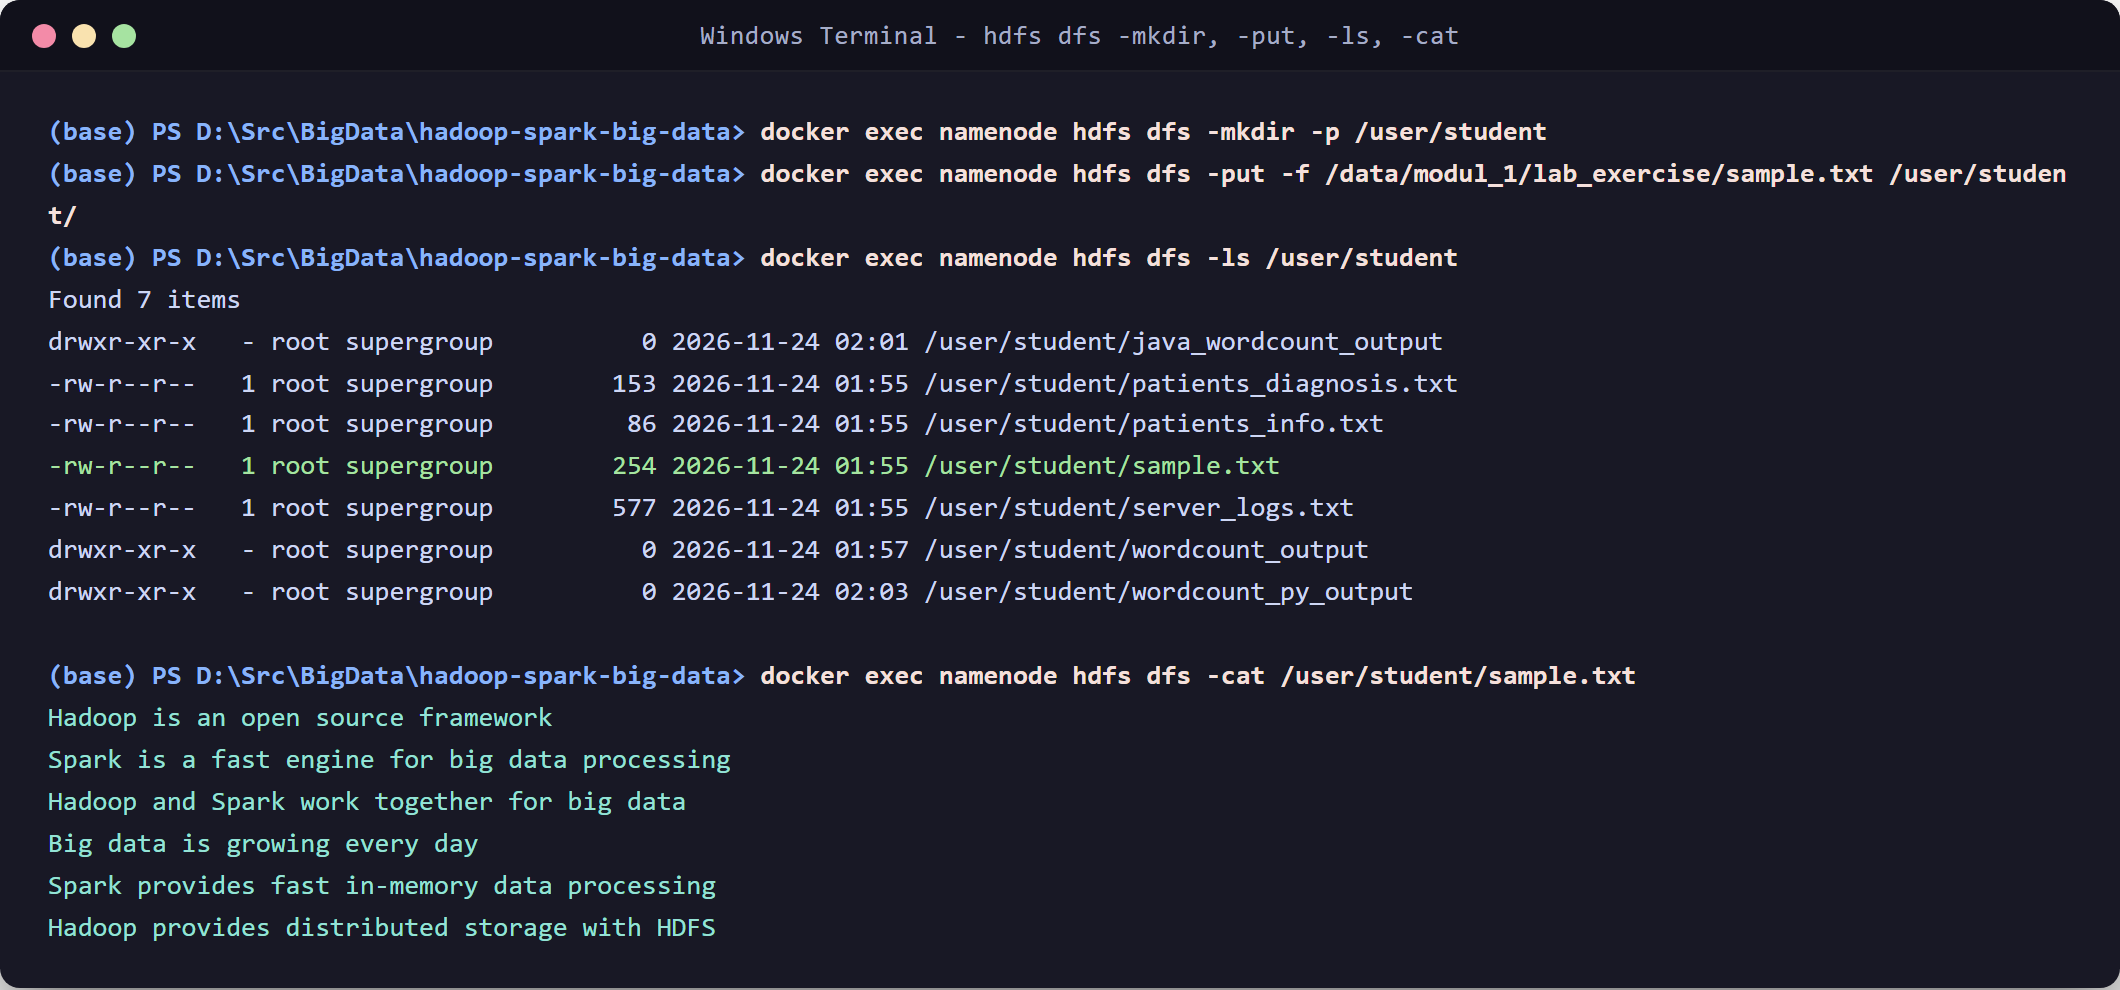 Windows Terminal - hdfs dfs -mkdir, -put, -ls, -cat
(base) PS D:\Src\BigData\hadoop-spark-big-data> docker exec namenode hdfs dfs -mkdir -p /user/student
(base) PS D:\Src\BigData\hadoop-spark-big-data> docker exec namenode hdfs dfs -put -f /data/modul_1/lab_exercise/sample.txt /user/studen
t/
(base) PS D:\Src\BigData\hadoop-spark-big-data> docker exec namenode hdfs dfs -ls /user/student
Found 7 items
drwxr-xr-x   - root supergroup          0 2026-11-24 02:01 /user/student/java_wordcount_output
-rw-r--r--   1 root supergroup        153 2026-11-24 01:55 /user/student/patients_diagnosis.txt
-rw-r--r--   1 root supergroup         86 2026-11-24 01:55 /user/student/patients_info.txt
-rw-r--r--   1 root supergroup        254 2026-11-24 01:55 /user/student/sample.txt
-rw-r--r--   1 root supergroup        577 2026-11-24 01:55 /user/student/server_logs.txt
drwxr-xr-x   - root supergroup          0 2026-11-24 01:57 /user/student/wordcount_output
drwxr-xr-x   - root supergroup          0 2026-11-24 02:03 /user/student/wordcount_py_output
(base) PS D:\Src\BigData\hadoop-spark-big-data> docker exec namenode hdfs dfs -cat /user/student/sample.txt
Hadoop is an open source framework
Spark is a fast engine for big data processing
Hadoop and Spark work together for big data
Big data is growing every day
Spark provides fast in-memory data processing
Hadoop provides distributed storage with HDFS